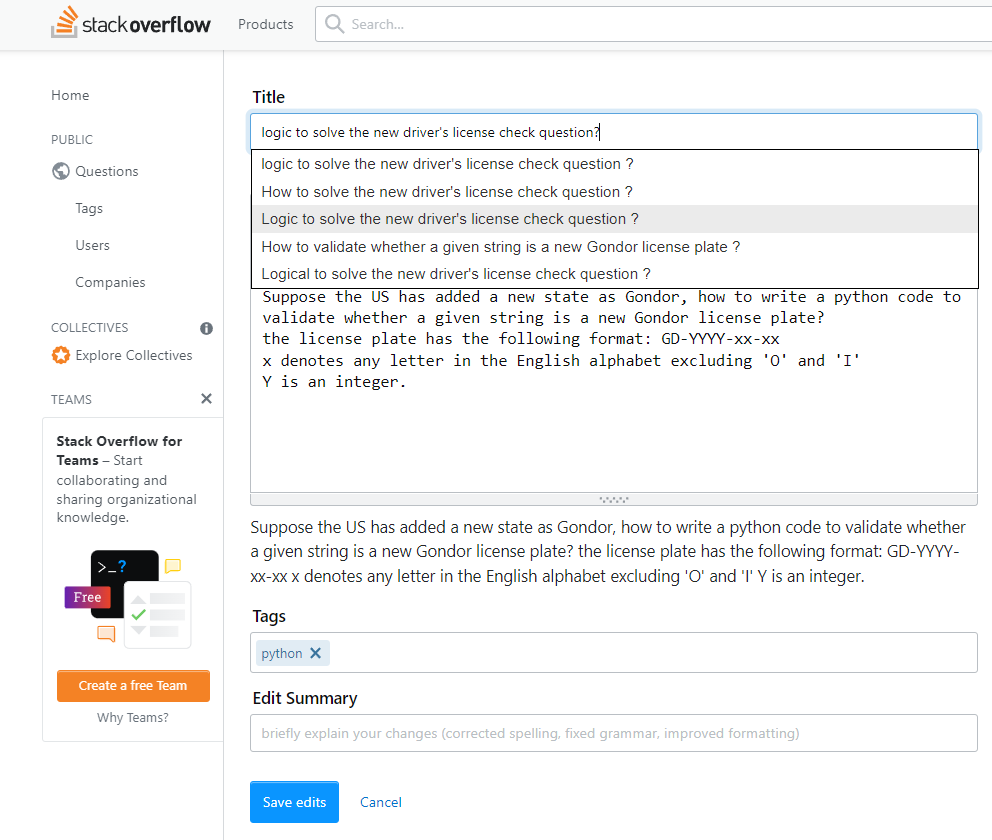 stack overflow
Products
Search...
Home
PUBLIC
Questions
Tags
Users
Companies
COLLECTIVES
Explore Collectives
TEAMS
Stack Overflow for
Teams – Start
collaborating and
sharing organizational
knowledge.
>_?
Free
Create a free Team
Why Teams?
Title
logic to solve the new driver's license check question?
logic to solve the new driver's license check question ?
How to solve the new driver's license check question ?
Logic to solve the new driver's license check question ?
How to validate whether a given string is a new Gondor license plate ?
Logical to solve the new driver's license check question ?
Suppose the US has added a new state as Gondor, how to write a python code to
validate whether a given string is a new Gondor license plate?
the license plate has the following format: GD-YYYY-xx-xx
x denotes any letter in the English alphabet excluding 'O' and 'I'
Y is an integer.
Suppose the US has added a new state as Gondor, how to write a python code to validate whether
a given string is a new Gondor license plate? the license plate has the following format: GD-YYYY-
xx-xx x denotes any letter in the English alphabet excluding 'O' and 'I' Y is an integer.
Tags
python
Edit Summary
briefly explain your changes (corrected spelling, fixed grammar, improved formatting)
Save edits
Cancel